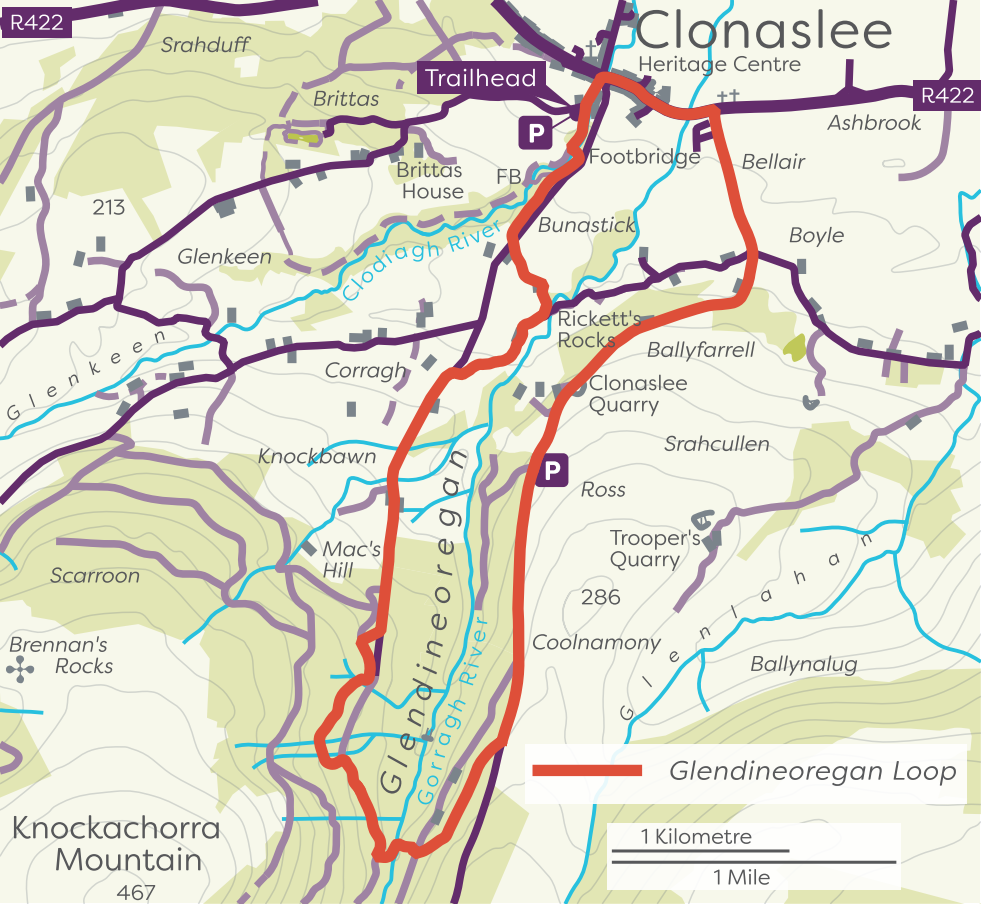 R422
Srahduff
Clonaslee
Heritage Centre
Trailhead
R422
Brittas
Ashbrook
P
Footbridge
Bellair
Brittas
House
FB
213
Bunastick
Boyle
Glenkeen
Clodiagh River
Rickett's
Rocks
Ballyfarrell
Glenkeen
Corragh
Clonaslee
Quarry
Knockbawn
Srahcullen
P
Ross
Mac's
Hill
Trooper's
Quarry
Scarroon
286
Glendineoregan
Glenlahan
Brennan's
Rocks
Coolnamony
Ballynalug
Gorragh River
Glendineoregan Loop
Knockachorra
Mountain
467
1 Kilometre
1 Mile